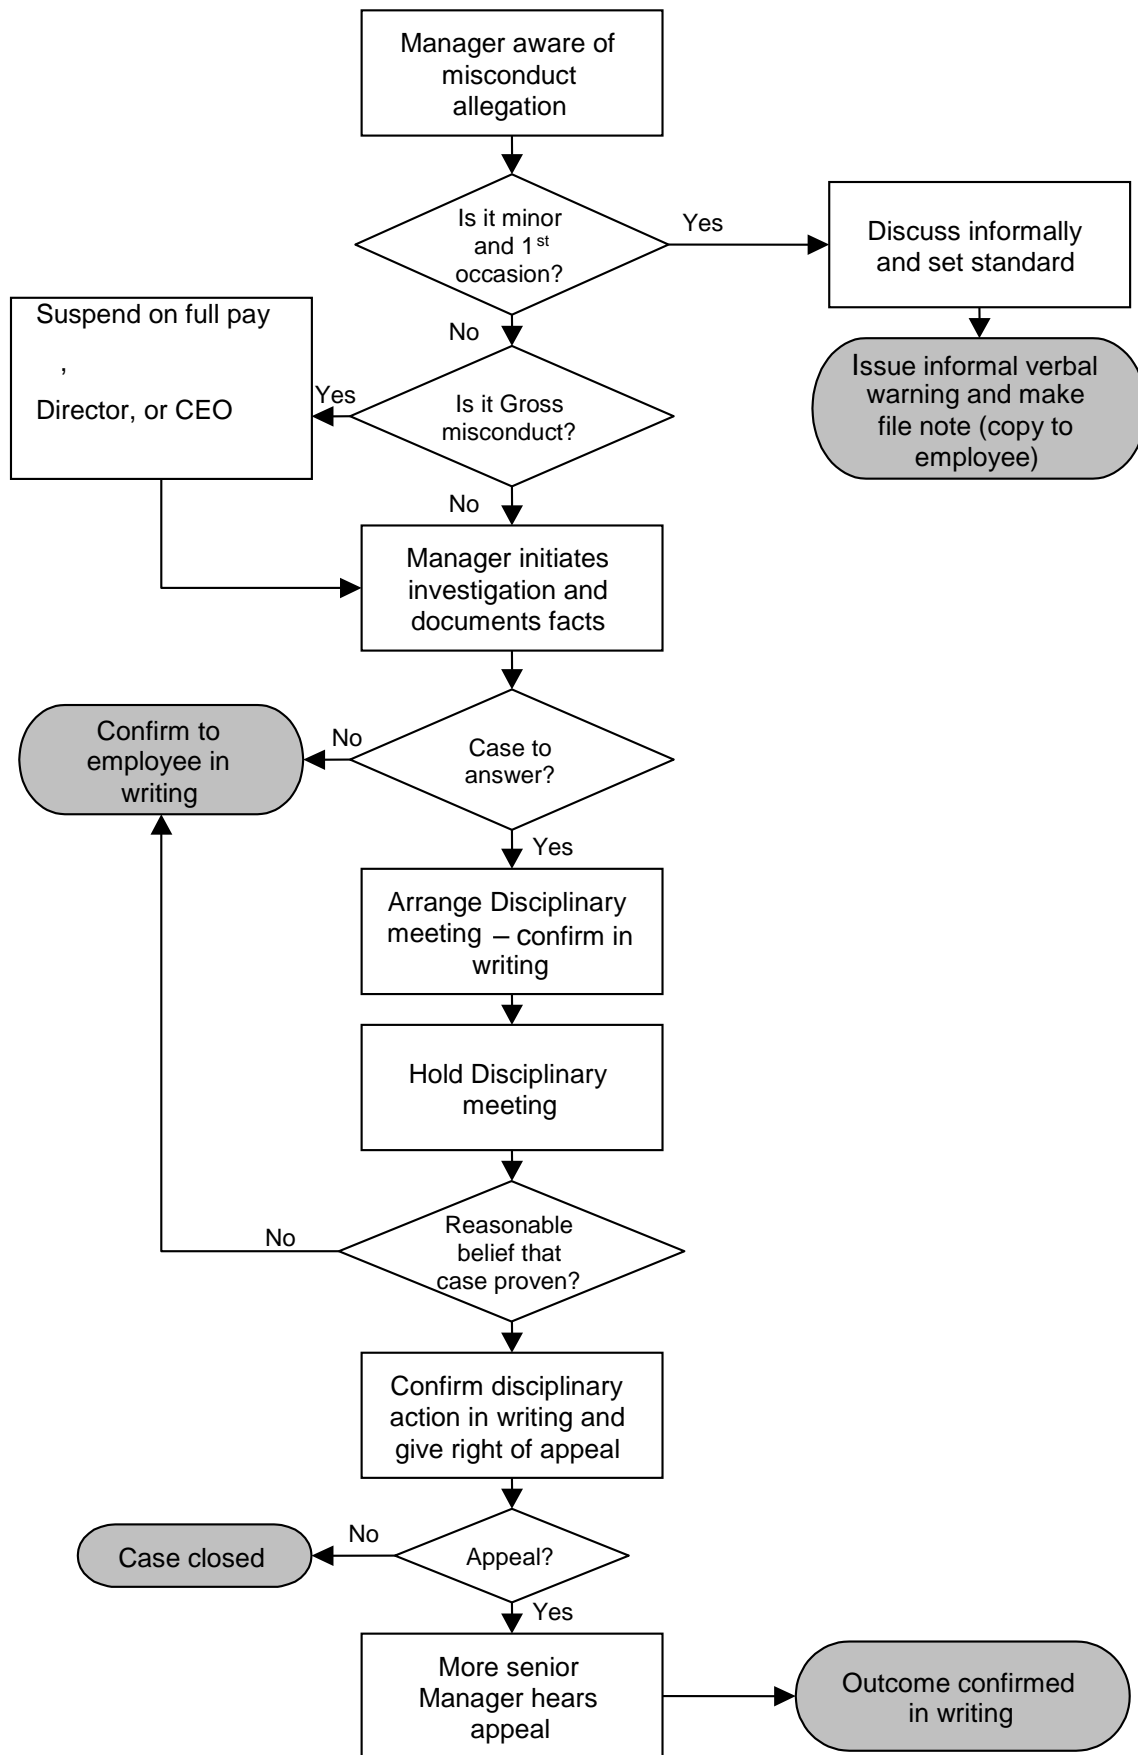 Manager aware of
misconduct
allegation
Is it minor
and 1st
occasion?
Yes
Discuss informally
and set standard
No
Issue informal verbal
warning and make
file note (copy to
employee)
Suspend on full pay
,
Director, or CEO
Yes
Is it Gross
misconduct?
No
Manager initiates
investigation and
documents facts
Case to
answer?
No
Confirm to
employee in
writing
Yes
Arrange Disciplinary
meeting – confirm in
writing
Hold Disciplinary
meeting
Reasonable
belief that
case proven?
No
Confirm disciplinary
action in writing and
give right of appeal
Appeal?
No
Case closed
Yes
More senior
Manager hears
appeal
Outcome confirmed
in writing